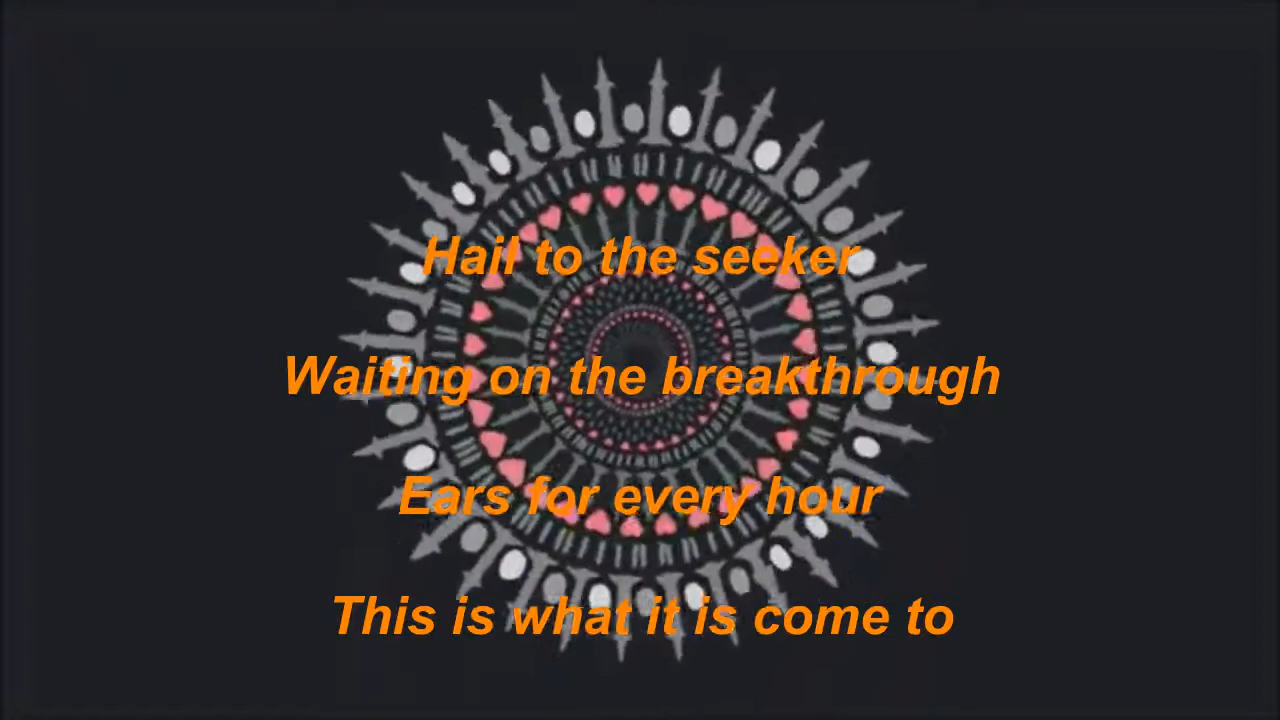 Hail to the seeker
Waiting on the breakthrough
Ears for every hour
This is what it is come to